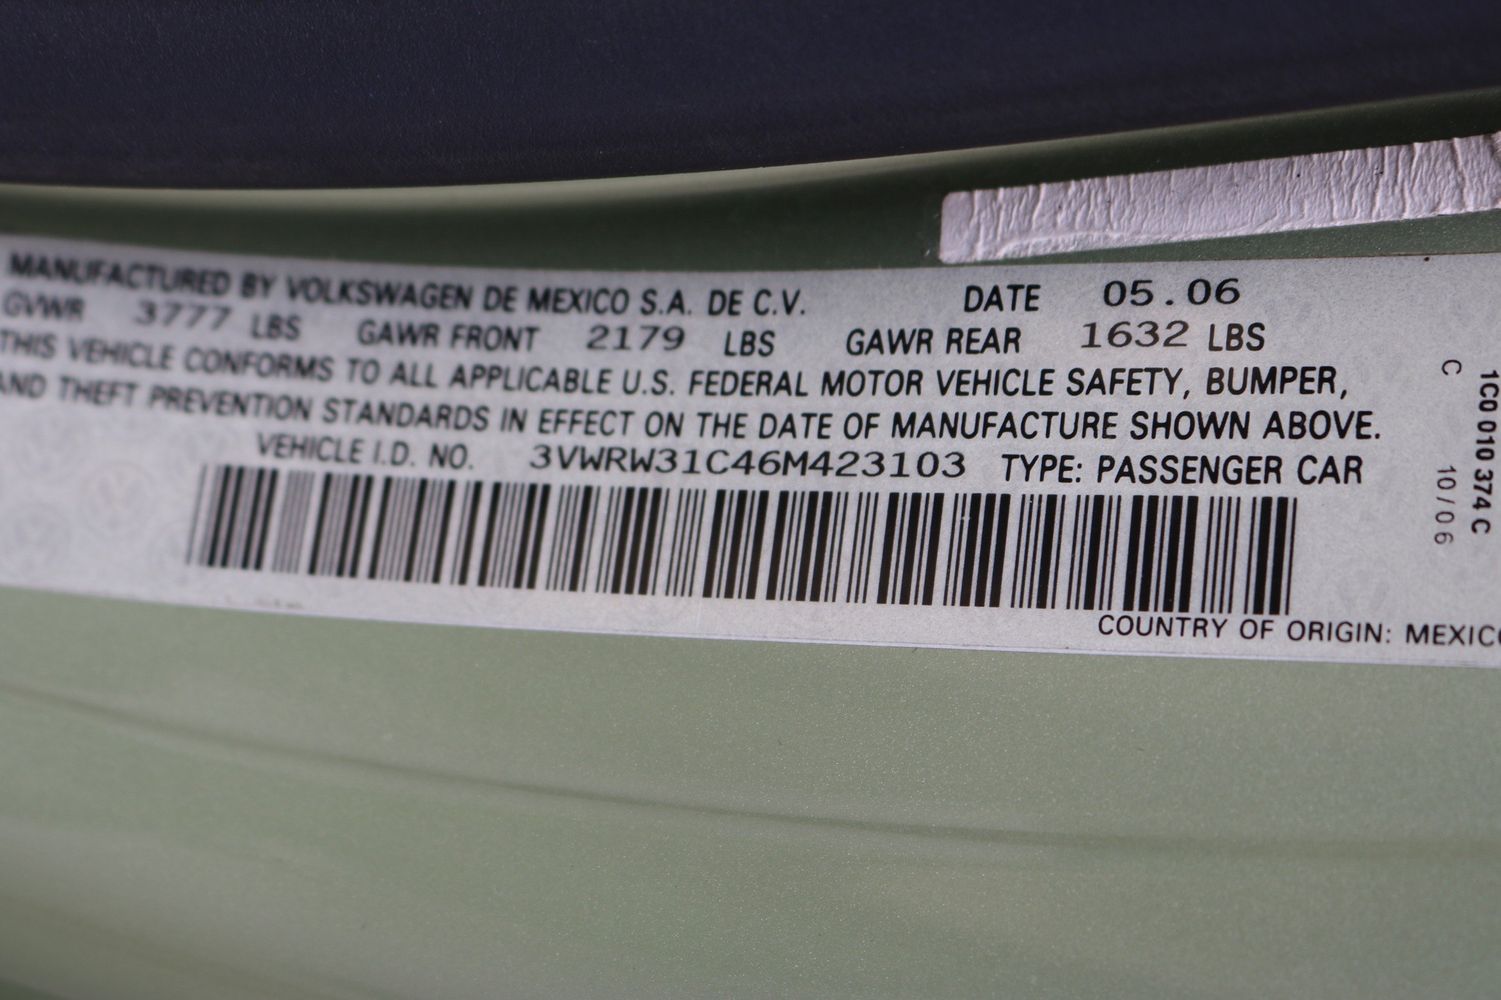 MANUFACTURED BY VOLKSWAGEN DE MEXICO S.A. DE C.V. DATE 05.06
GVWR 3777 LBS GAWR FRONT 2179 LBS GAWR REAR 1632 LBS
THIS VEHICLE CONFORMS TO ALL APPLICABLE U.S. FEDERAL MOTOR VEHICLE SAFETY, BUMPER,
AND THEFT PREVENTION STANDARDS IN EFFECT ON THE DATE OF MANUFACTURE SHOWN ABOVE.
VEHICLE I.D. NO. 3VWRW31C46M423103 TYPE: PASSENGER CAR
COUNTRY OF ORIGIN: MEXICO
1C0 010 374 C
C 10/06